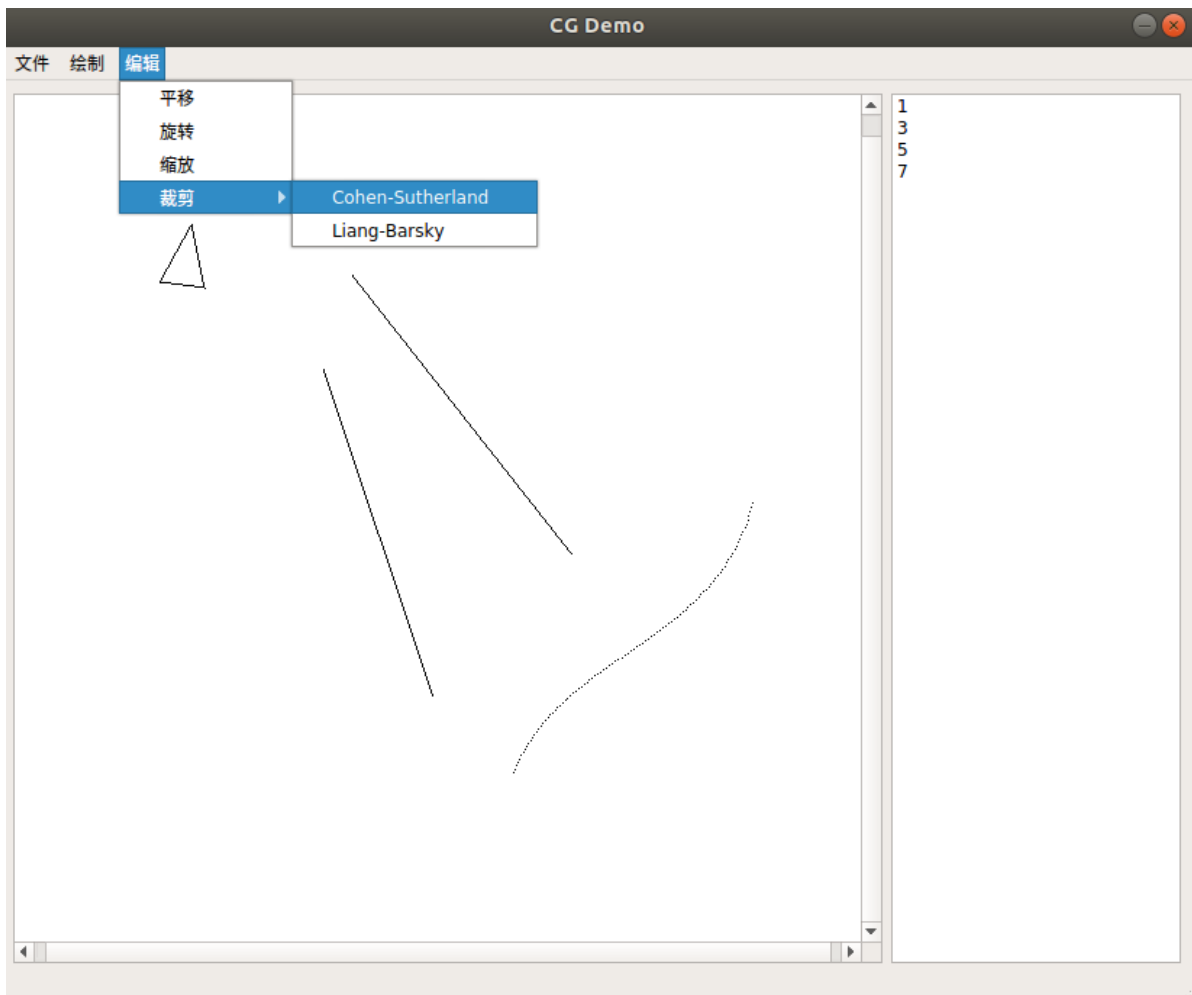 CG Demo
文件 绘制 编辑
平移
旋转
缩放
裁剪
Cohen-Sutherland
Liang-Barsky
1
3
5
7